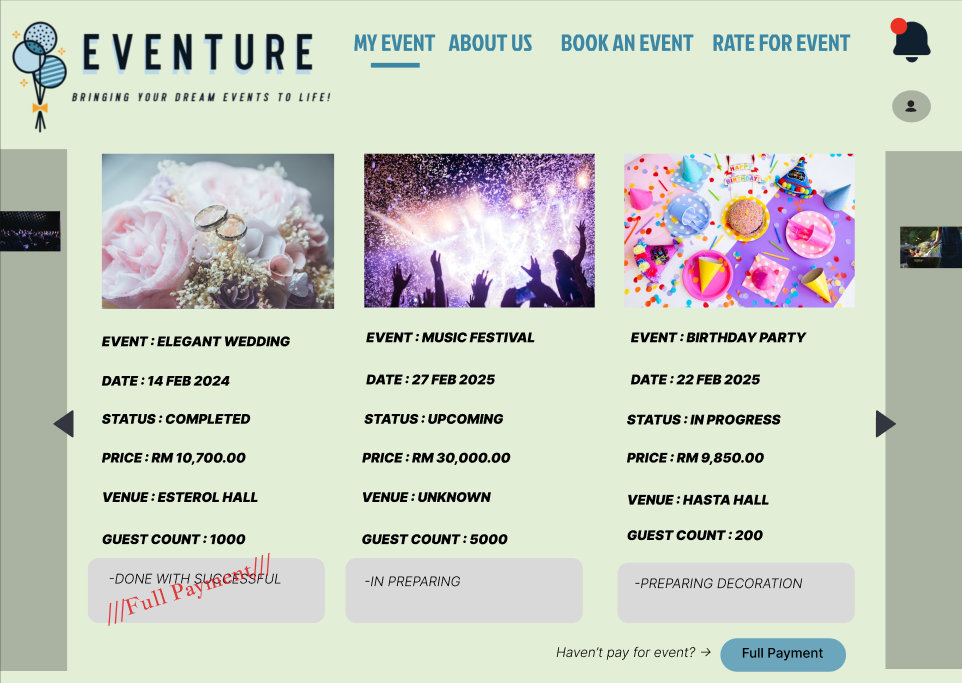 EVENTURE
BRINGING YOUR DREAM EVENTS TO LIFE!
MY EVENT ABOUT US BOOK AN EVENT RATE FOR EVENT
HAPPY
BIRTHDAY
EVENT : ELEGANT WEDDING
DATE : 14 FEB 2024
STATUS : COMPLETED
PRICE : RM 10,700.00
VENUE : ESTEROL HALL
GUEST COUNT : 1000
-DONE WITH SUCCESSFUL
///Full Payment///
EVENT : MUSIC FESTIVAL
DATE : 27 FEB 2025
STATUS : UPCOMING
PRICE : RM 30,000.00
VENUE : UNKNOWN
GUEST COUNT : 5000
-IN PREPARING
EVENT : BIRTHDAY PARTY
DATE : 22 FEB 2025
STATUS : IN PROGRESS
PRICE : RM 9,850.00
VENUE : HASTA HALL
GUEST COUNT : 200
-PREPARING DECORATION
Haven't pay for event? → Full Payment